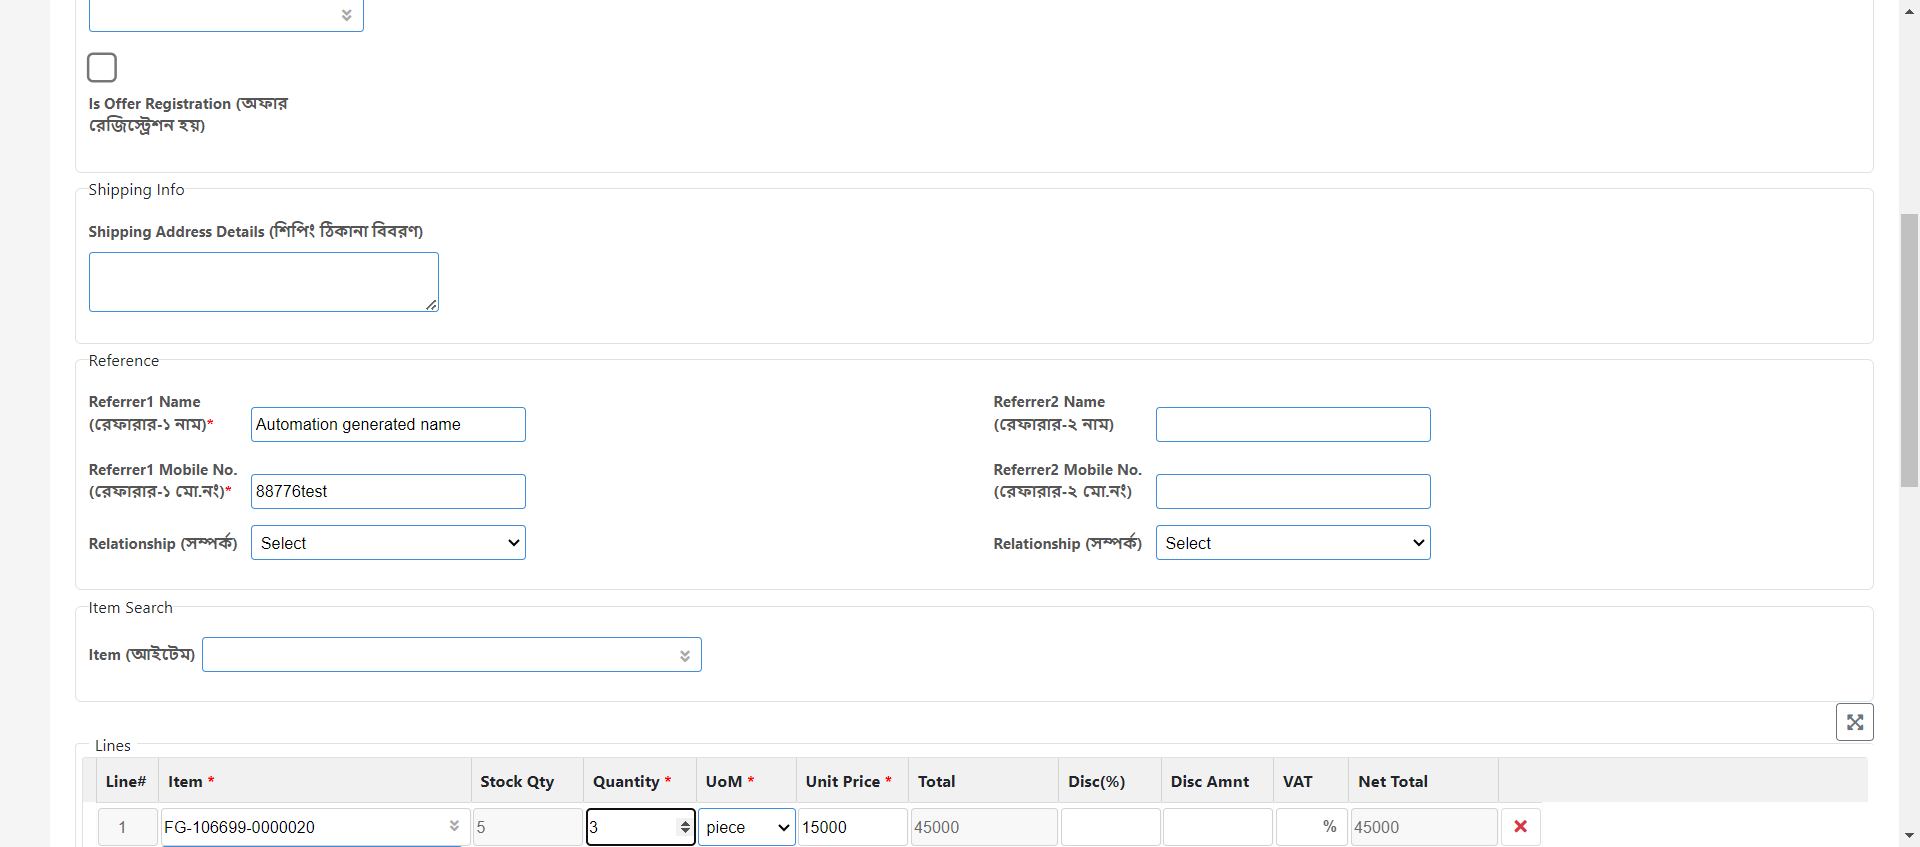 Is Offer Registration (অফার
রেজিস্ট্রেশন হয়)
Shipping Info
Shipping Address Details (শিপিং ঠিকানা বিবরণ)
Reference
Referrer1 Name
(রেফারার-১ নাম)*
Automation generated name
Referrer2 Name
(রেফারার-২ নাম)
Referrer1 Mobile No.
(রেফারার-১ মো.নং)*
88776test
Referrer2 Mobile No.
(রেফারার-২ মো.নং)
Relationship (সম্পর্ক) Select
Relationship (সম্পর্ক) Select
Item Search
Item (আইটেম)
Lines
Line# Item * Stock Qty Quantity * UoM * Unit Price * Total Disc(%) Disc Amnt VAT Net Total
1 FG-106699-0000020 5 3 piece 15000 45000 % 45000